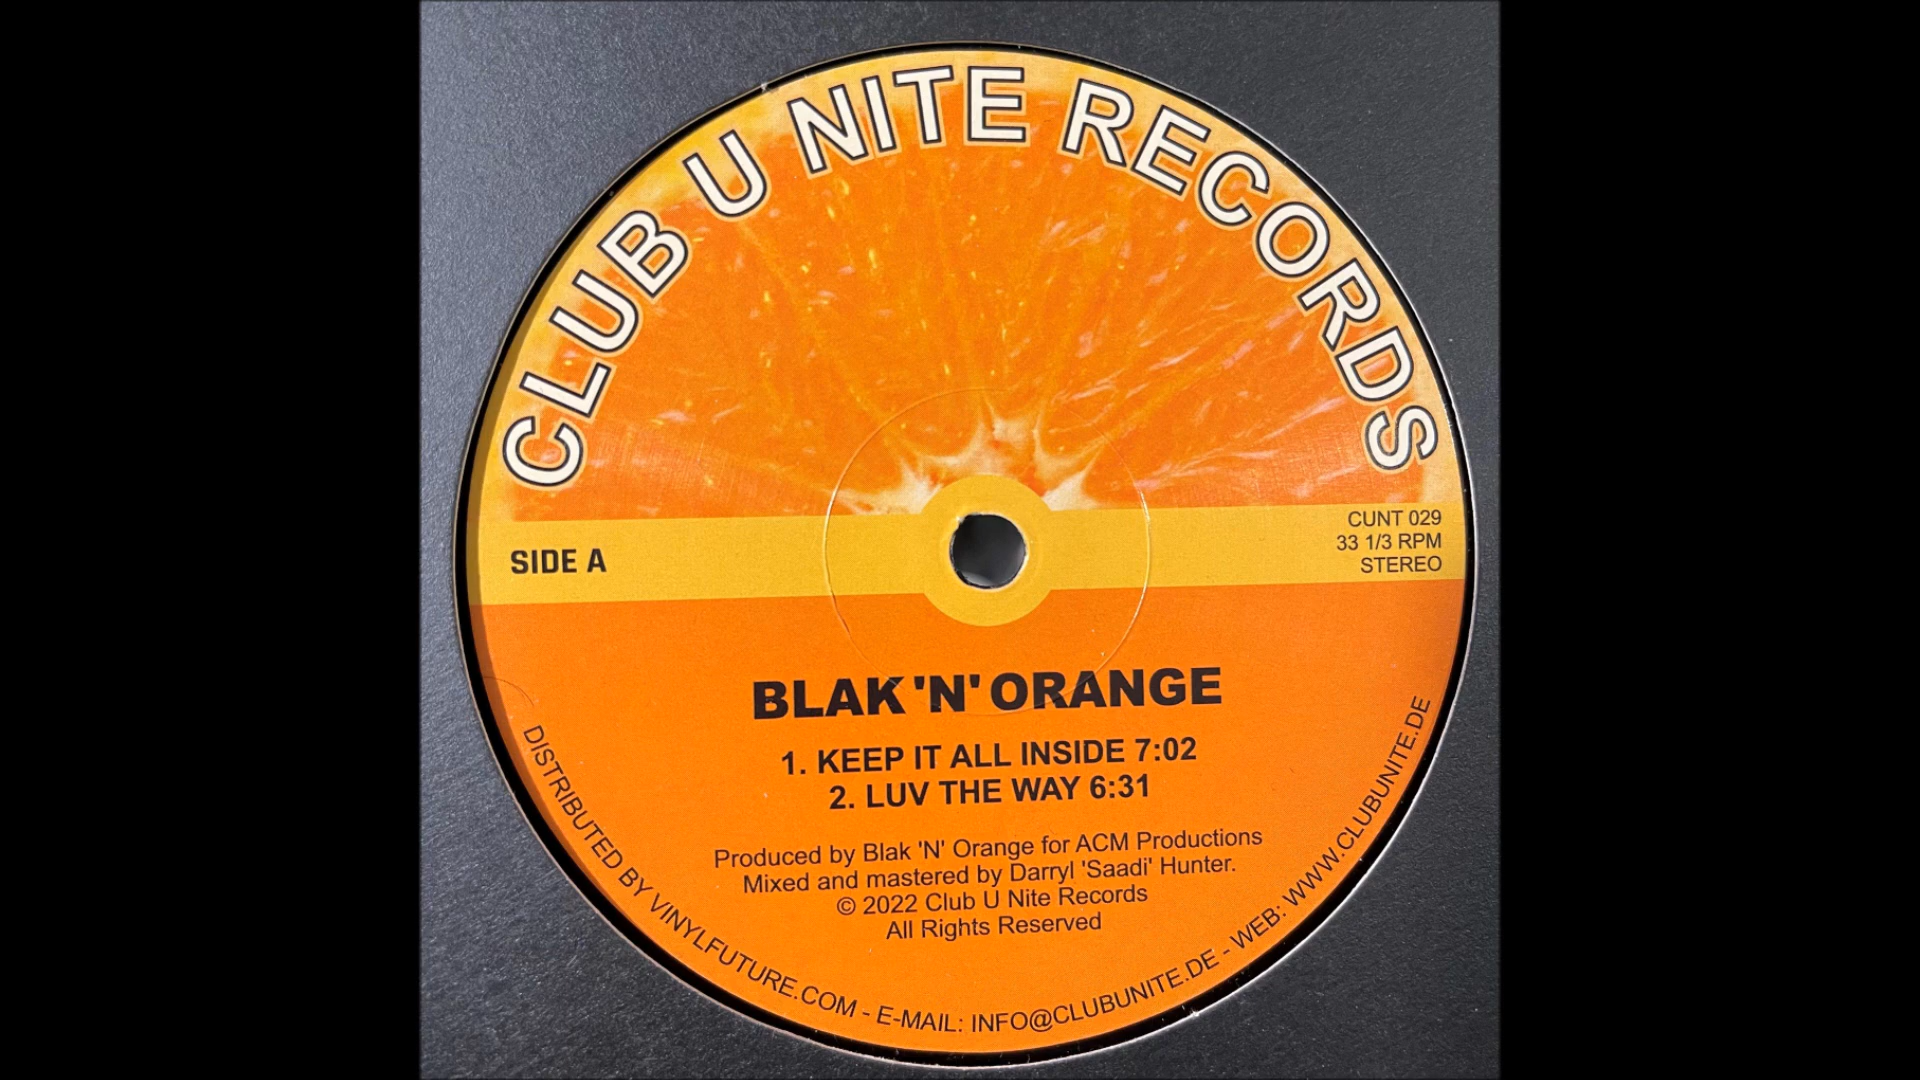 CLUB U NITE RECORDS
SIDE A
CUNT 029
33 1/3 RPM
STEREO
BLAK 'N' ORANGE
1. KEEP IT ALL INSIDE 7:02
2. LUV THE WAY 6:31
Produced by Blak 'N' Orange for ACM Productions
Mixed and mastered by Darryl 'Saadi' Hunter.
© 2022 Club U Nite Records
All Rights Reserved
DISTRIBUTED BY VINYLFUTURE.COM - E-MAIL: INFO@CLUBUNITE.DE - WEB: WWW.CLUBUNITE.DE